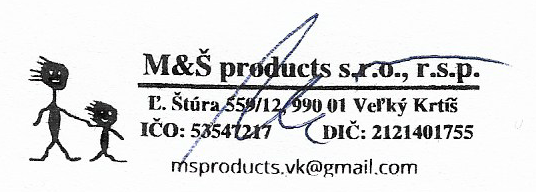 M&Š products s.r.o., r.s.p.
Ľ. Štúra 559/12, 990 01 Veľký Krtíš
IČO: 53547217 DIČ: 2121401755
msproducts.vk@gmail.com